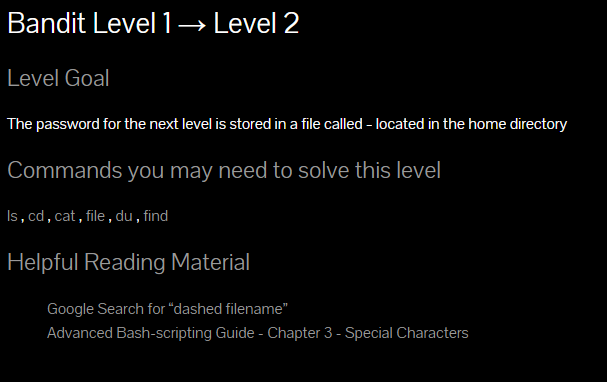 Bandit Level 1 → Level 2
Level Goal
The password for the next level is stored in a file called - located in the home directory
Commands you may need to solve this level
ls , cd , cat , file , du , find
Helpful Reading Material
Google Search for “dashed filename”
Advanced Bash-scripting Guide - Chapter 3 - Special Characters